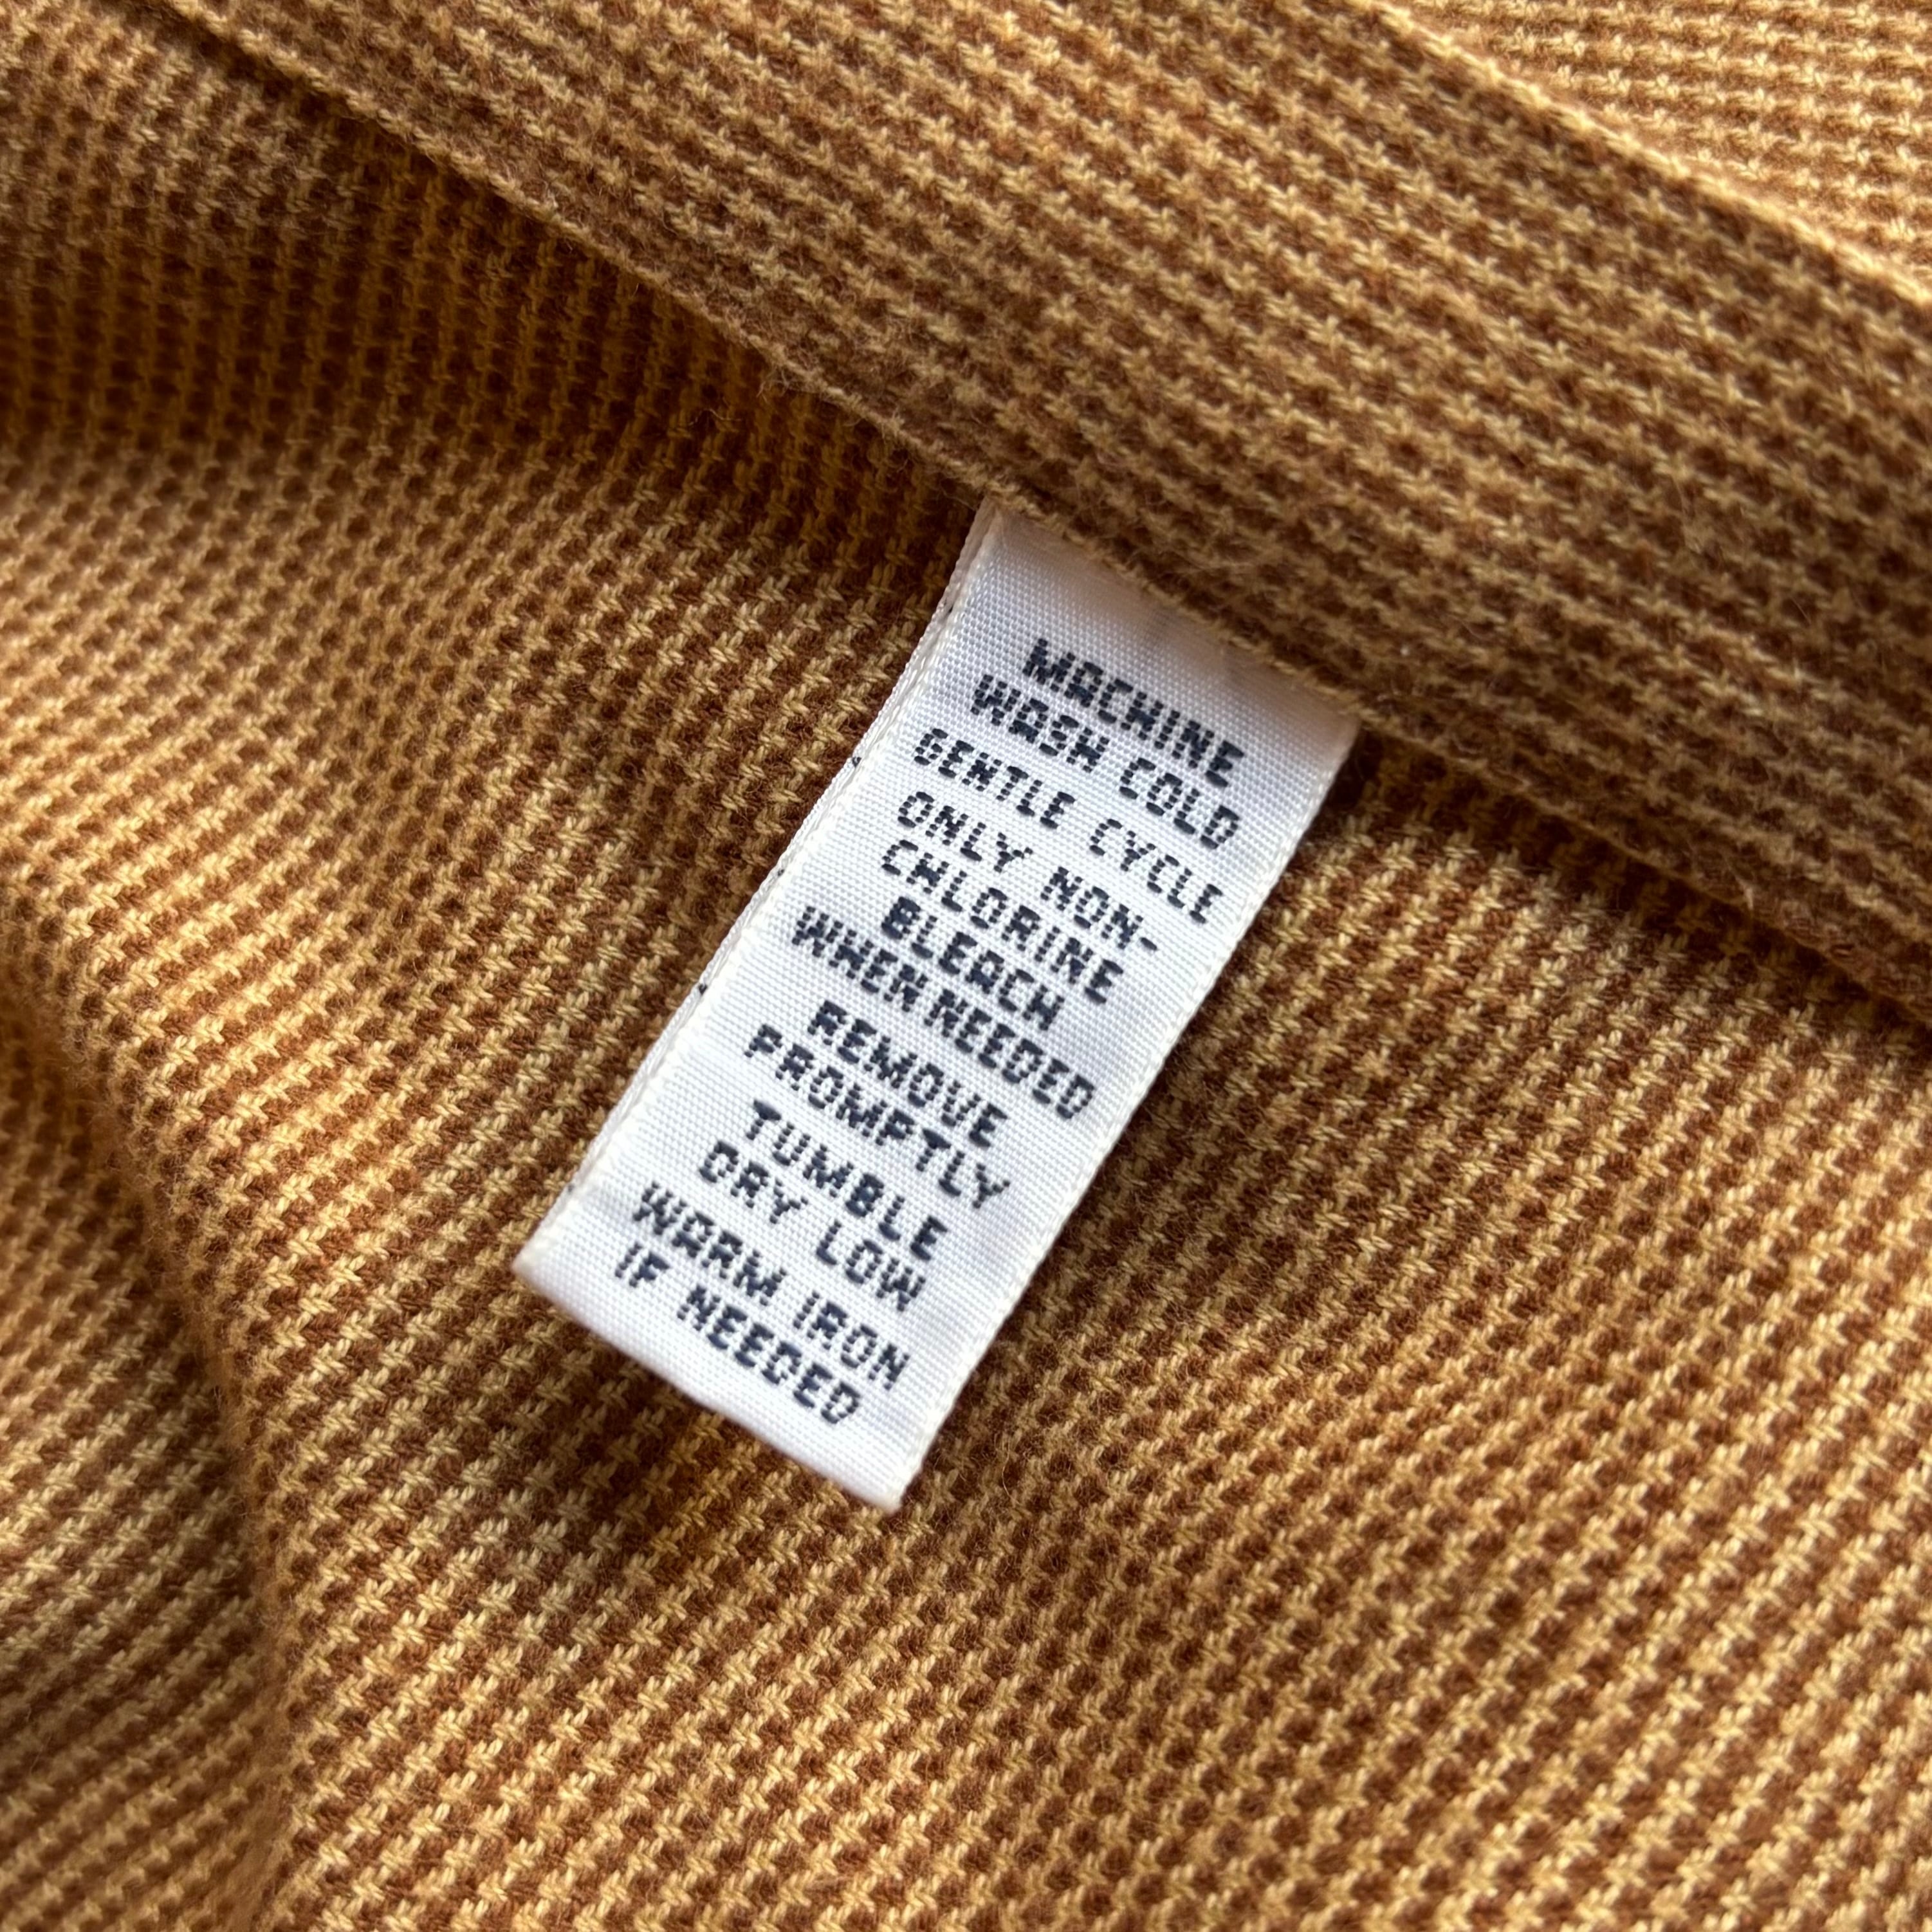 MACHINE
WASH COLD
GENTLE CYCLE
ONLY NON-
CHLORINE
BLEACH
WHEN NEEDED
REMOVE
PROMPTLY
TUMBLE
DRY LOW
WARM IRON
IF NEEDED